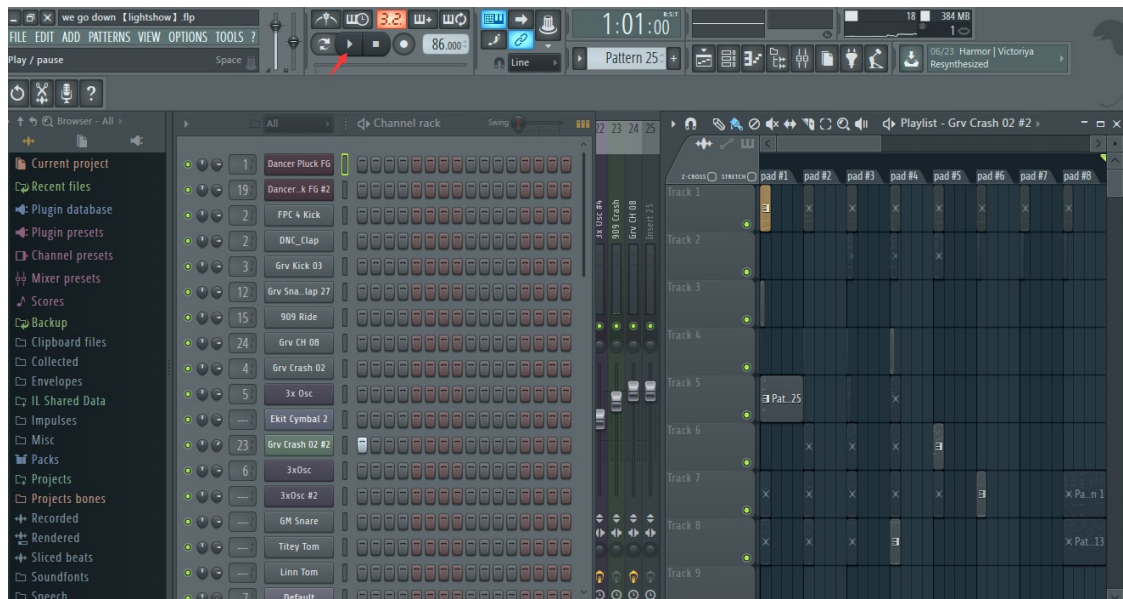 we go down 【lightshow】.flp
FILE EDIT ADD PATTERNS VIEW OPTIONS TOOLS ?
Play / pause Space
3.2.
86.000
Line
1:01:00
B:S:T
Pattern 25
18 384 MB
1
06/23 Harmor | Victoriya
Resynthesized
?
Browser - All
All
Channel rack
Swing
22 23 24 25
Playlist - Grv Crash 02 #2
Current project
Recent files
Plugin database
Plugin presets
Channel presets
Mixer presets
Scores
Backup
Clipboard files
Collected
Envelopes
IL Shared Data
Impulses
Misc
Packs
Projects
Projects bones
Recorded
Rendered
Sliced beats
Soundfonts
Speech
1 Dancer Pluck FG
19 Dancer..k FG #2
2 FPC 4 Kick
2 DNC_Clap
3 Grv Kick 03
12 Grv Sna...lap 27
15 909 Ride
24 Grv CH 08
4 Grv Crash 02
5 3x Osc
--- Ekit Cymbal 2
23 Grv Crash 02 #2
6 3xOsc
--- 3xOsc #2
--- GM Snare
--- Titey Tom
--- Linn Tom
7 Default
3x Osc #4
909 Crash
Grv CH 08
Insert 25
Z-CROSS STRETCH
pad #1 pad #2 pad #3 pad #4 pad #5 pad #6 pad #7 pad #8
Track 1
Track 2
Track 3
Track 4
Track 5
Pat..25
Track 6
Track 7
Pa..n 1
Track 8
Pat..13
Track 9